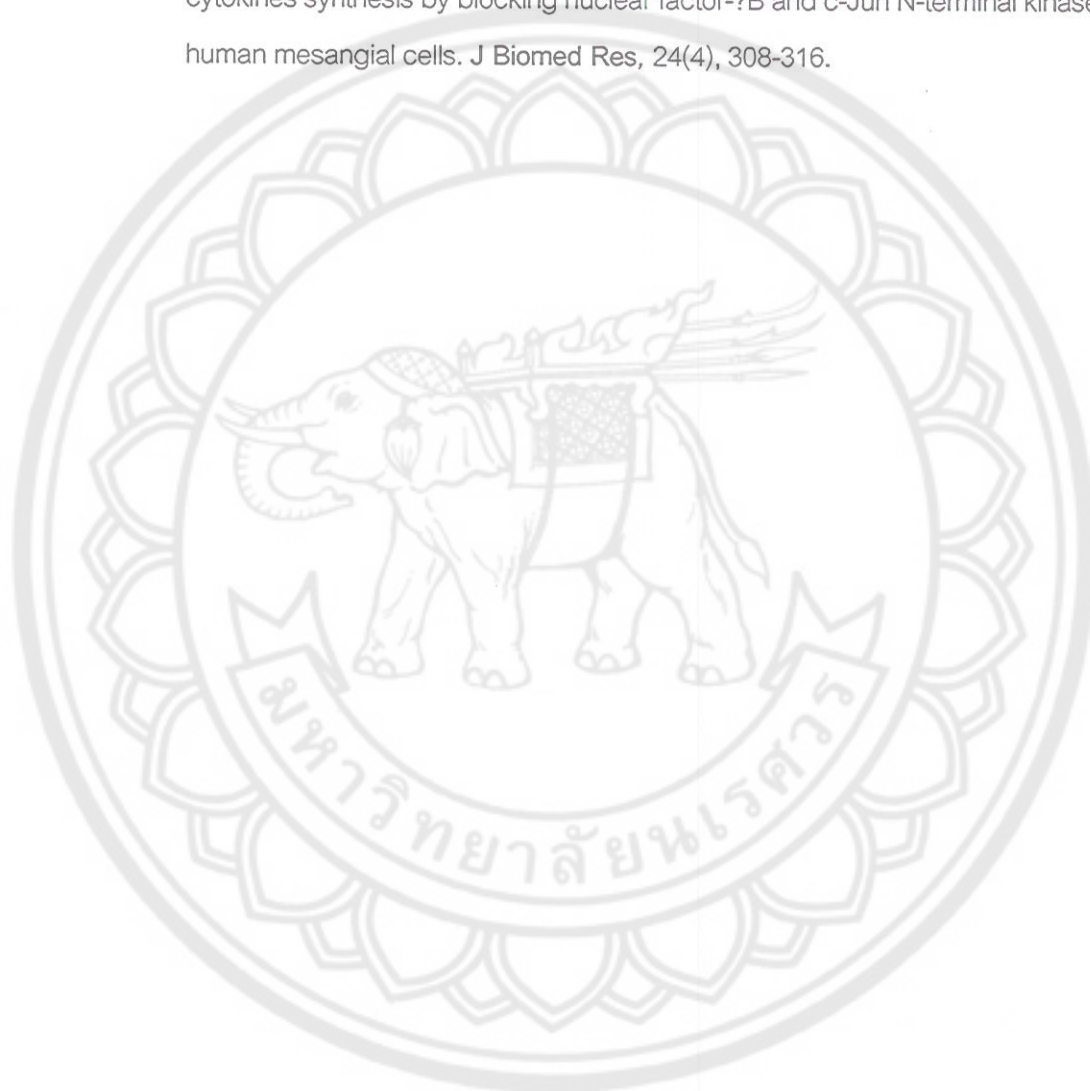 cytokines synthesis by blocking nuclear factor-?B and c-Jun N-terminal kinase
human mesangial cells. J Biomed Res, 24(4), 308-316.
มหาวิทยาลัยนเรศวร